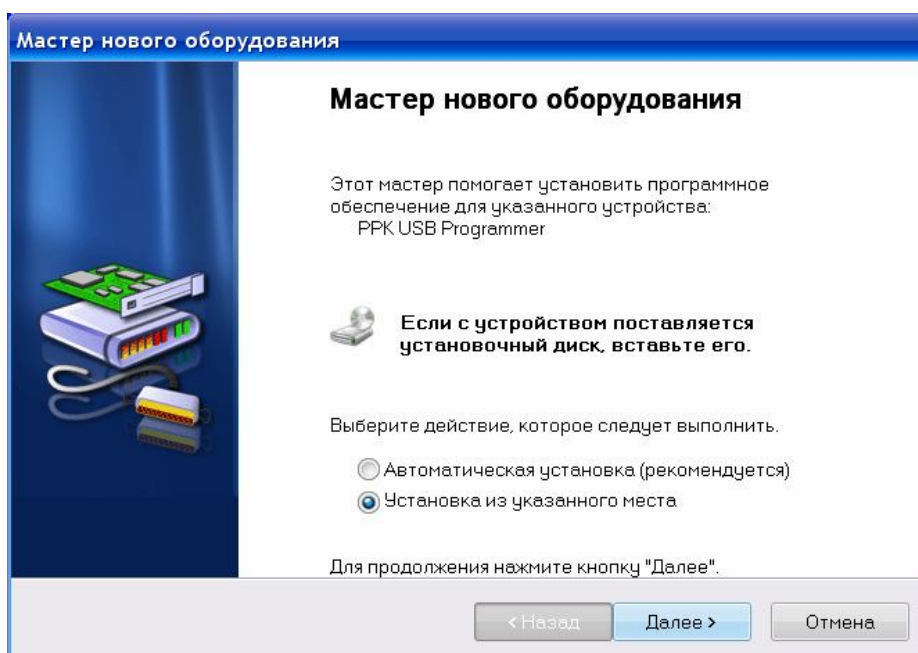 Мастер нового оборудования
Мастер нового оборудования
Этот мастер помогает установить программное
обеспечение для указанного устройства:
PPK USB Programmer
Если с устройством поставляется
установочный диск, вставьте его.
Выберите действие, которое следует выполнить.
Автоматическая установка (рекомендуется)
Установка из указанного места
Для продолжения нажмите кнопку "Далее".
< Назад Далее > Отмена